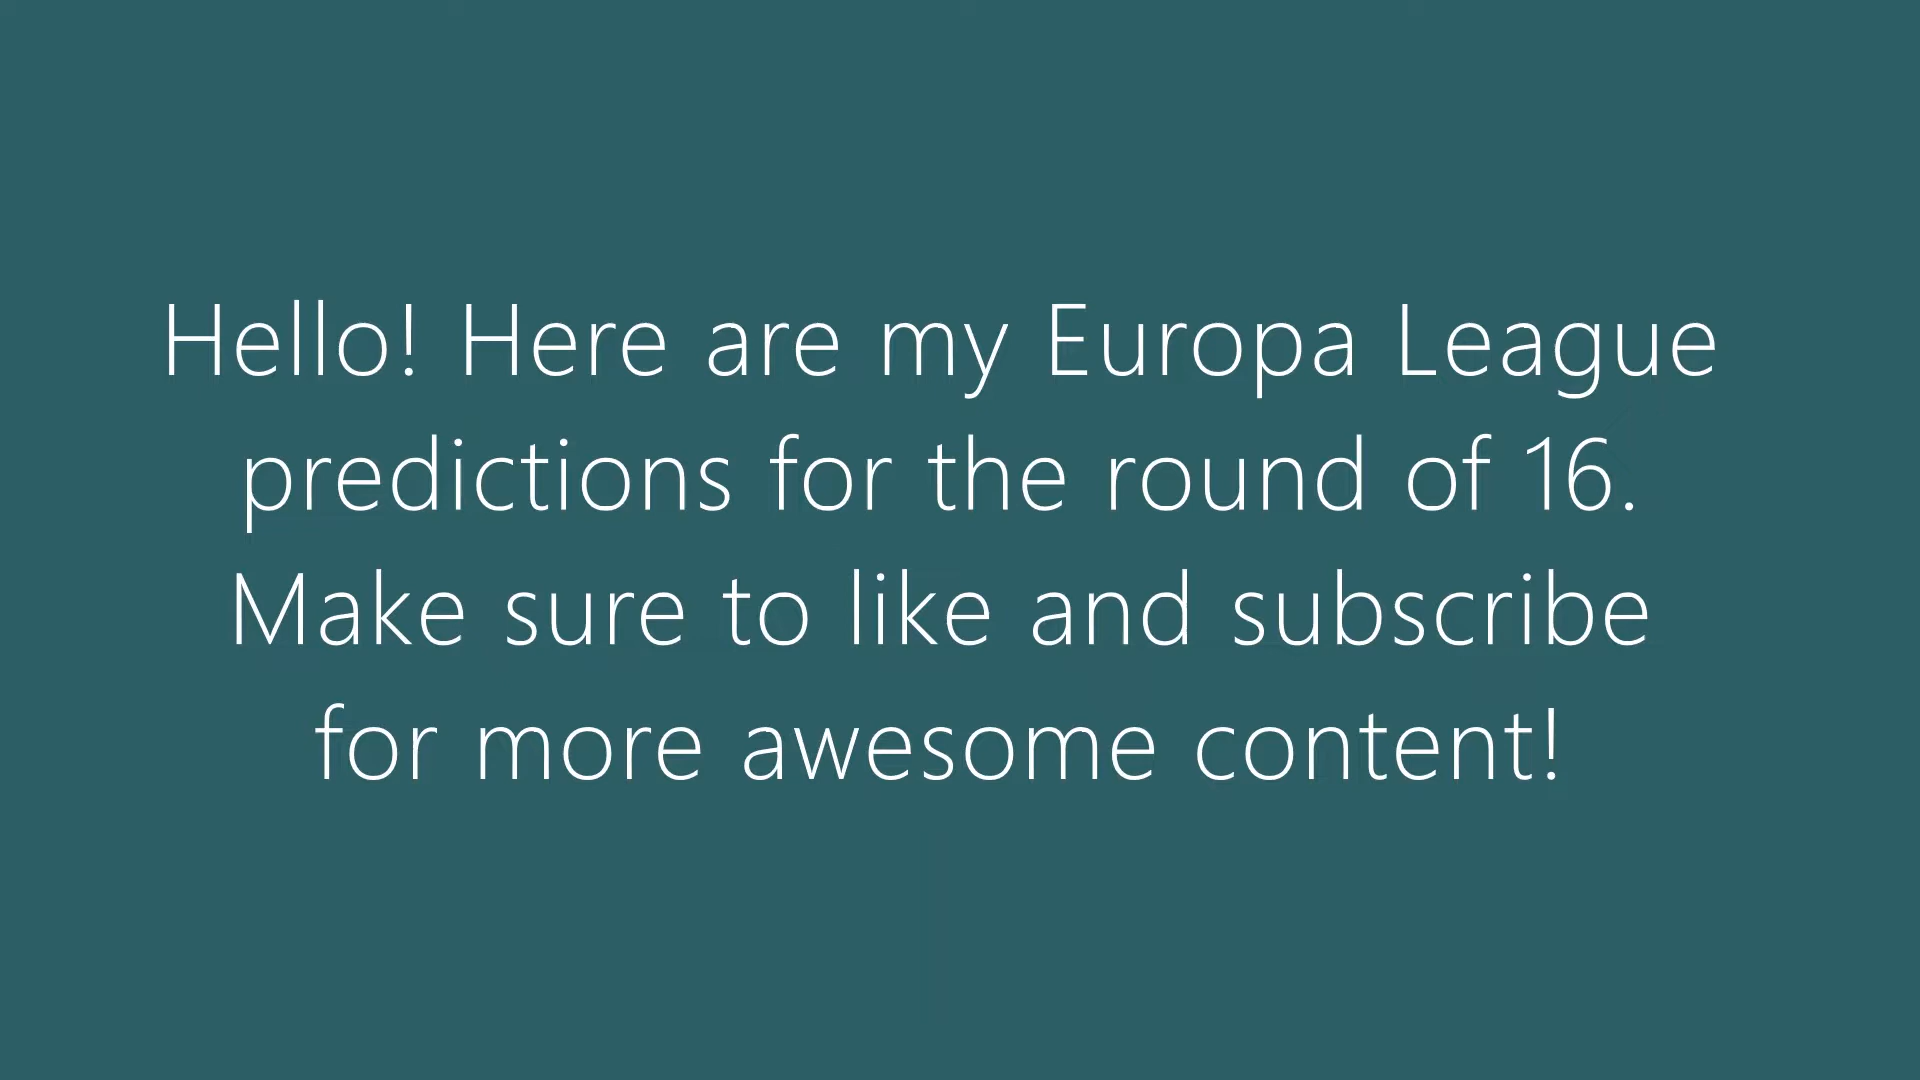 Hello! Here are my Europa League
predictions for the round of 16.
Make sure to like and subscribe
for more awesome content!